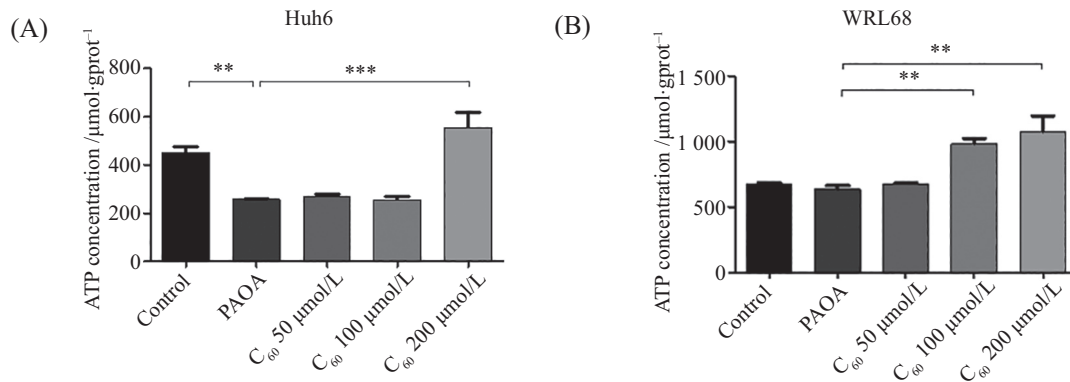 (A)
Huh6
ATP concentration /μmol·gprot⁻¹
800
600
400
200
0
**
***
Control
PAOA
C₆₀ 50 μmol/L
C₆₀ 100 μmol/L
C₆₀ 200 μmol/L
(B)
WRL68
ATP concentration /μmol·gprot⁻¹
1 500
1 000
500
0
**
**
Control
PAOA
C₆₀ 50 μmol/L
C₆₀ 100 μmol/L
C₆₀ 200 μmol/L